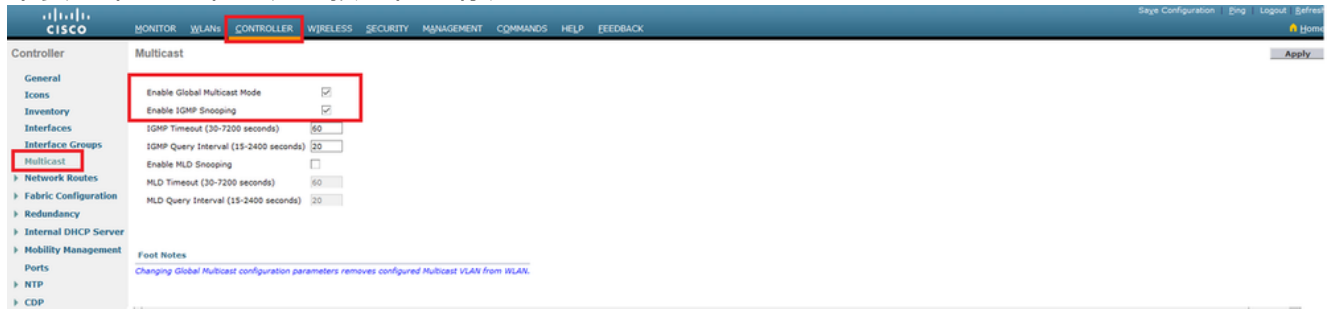 Save Configuration | Ping | Logout | Refresh
CISCO
MONITOR WLANs CONTROLLER WIRELESS SECURITY MANAGEMENT COMMANDS HELP FEEDBACK
Home
Controller
Multicast
Apply
General
Icons
Inventory
Interfaces
Interface Groups
Multicast
Network Routes
Fabric Configuration
Redundancy
Internal DHCP Server
Mobility Management
Ports
NTP
CDP
Enable Global Multicast Mode
Enable IGMP Snooping
IGMP Timeout (30-7200 seconds) 60
IGMP Query Interval (15-2400 seconds) 20
Enable MLD Snooping
MLD Timeout (30-7200 seconds) 60
MLD Query Interval (15-2400 seconds) 20
Foot Notes
Changing Global Multicast configuration parameters removes configured Multicast VLAN from WLAN.